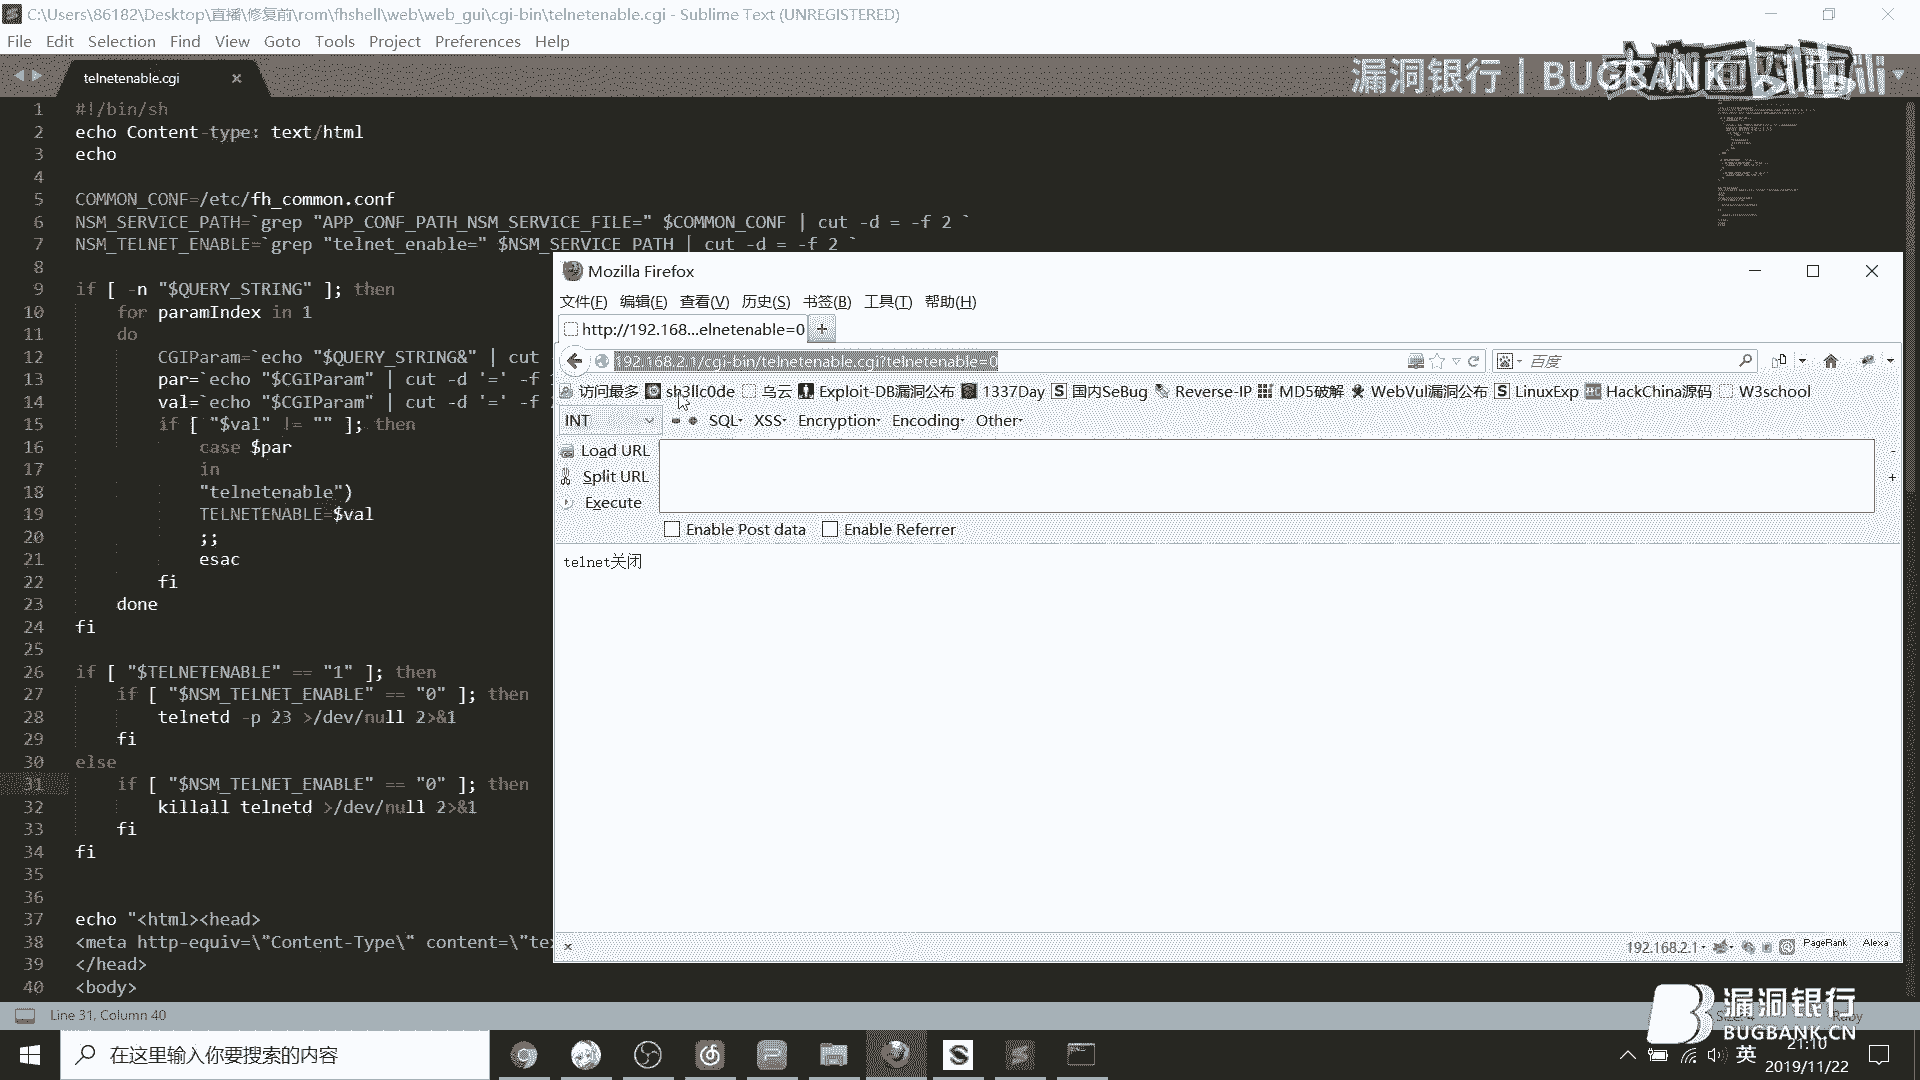 C:\Users\86182\Desktop\直播\修复前\rom\fhshell\web\web_gui\cgi-bin\telnetenable.cgi - Sublime Text (UNREGISTERED)
File Edit Selection Find View Goto Tools Project Preferences Help
telnetenable.cgi
漏洞银行 | BUGBANK
1 #!/bin/sh
2 echo Content-type: text/html
3 echo
4
5 COMMON_CONF=/etc/fh_common.conf
6 NSM_SERVICE_PATH=`grep "APP_CONF_PATH_NSM_SERVICE_FILE=" $COMMON_CONF | cut -d = -f 2 `
7 NSM_TELNET_ENABLE=`grep "telnet_enable=" $NSM_SERVICE_PATH | cut -d = -f 2 `
8
9 if [ -n "$QUERY_STRING" ]; then
10 for paramIndex in 1
11 do
12 CGIParam=`echo "$QUERY_STRING&" | cut
13 par=`echo "$CGIParam" | cut -d '=' -f
14 val=`echo "$CGIParam" | cut -d '=' -f
15 if [ "$val" != "" ]; then
16 case $par
17 in
18 "telnetenable")
19 TELNETENABLE=$val
20 ;;
21 esac
22 fi
23 done
24 fi
25
26 if [ "$TELNETENABLE" == "1" ]; then
27 if [ "$NSM_TELNET_ENABLE" == "0" ]; then
28 telnetd -p 23 >/dev/null 2>&1
29 fi
30 else
31 if [ "$NSM_TELNET_ENABLE" == "0" ]; then
32 killall telnetd >/dev/null 2>&1
33 fi
34 fi
35
36
37 echo "<html><head>
38 <meta http-equiv=\"Content-Type\" content=\"te
39 </head>
40 <body>
Line 31, Column 40
Mozilla Firefox
文件(F) 编辑(E) 查看(V) 历史(S) 书签(B) 工具(T) 帮助(H)
http://192.168...elnetenable=0
192.168.2.1/cgi-bin/telnetenable.cgi?telnetenable=0
百度
访问最多 sh3llc0de 乌云 Exploit-DB漏洞公布 1337Day 国内SeBug Reverse-IP MD5破解 WebVul漏洞公布 LinuxExp HackChina源码 W3school
INT SQL XSS Encryption Encoding Other
Load URL
Split URL
Execute
Enable Post data Enable Referrer
telnet关闭
192.168.2.1 PageRank Alexa
漏洞银行
BUGBANK.CN
在这里输入你要搜索的内容
英
21:10
2019/11/22